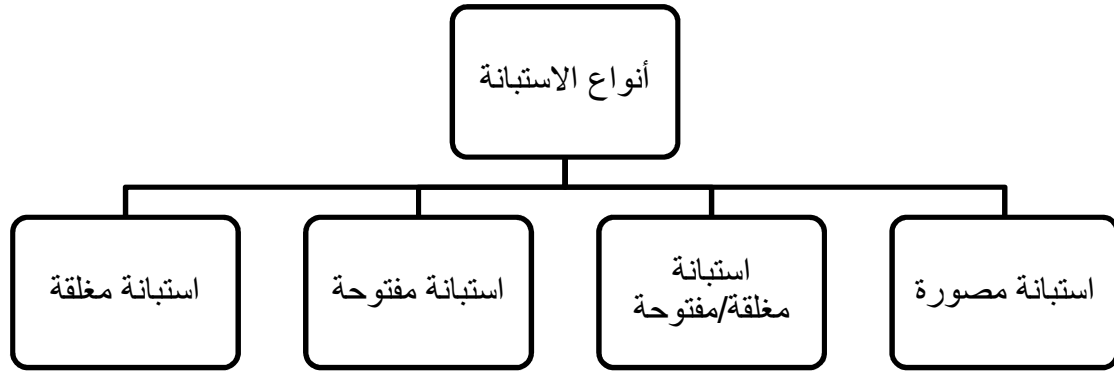 أنواع الاستبانة
استبانة مصورة
استبانة
مغلقة/مفتوحة
استبانة مفتوحة
استبانة مغلقة